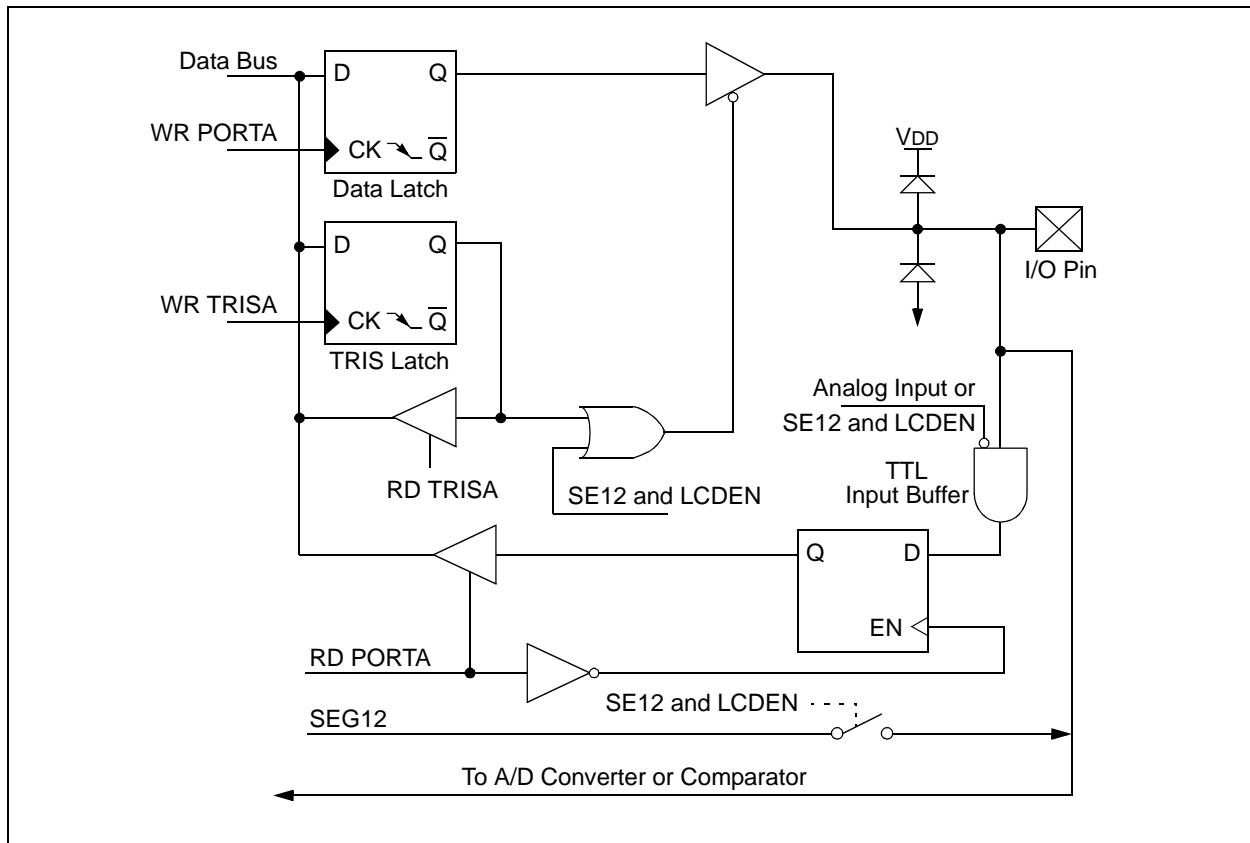 Data Bus
D
Q
VDD
WR PORTA
CK
Q̅
Data Latch
D
Q
I/O Pin
WR TRISA
CK
Q̅
TRIS Latch
Analog Input or
SE12 and LCDEN
TTL
Input Buffer
RD TRISA
SE12 and LCDEN
Q
D
EN
RD PORTA
SE12 and LCDEN
SEG12
To A/D Converter or Comparator